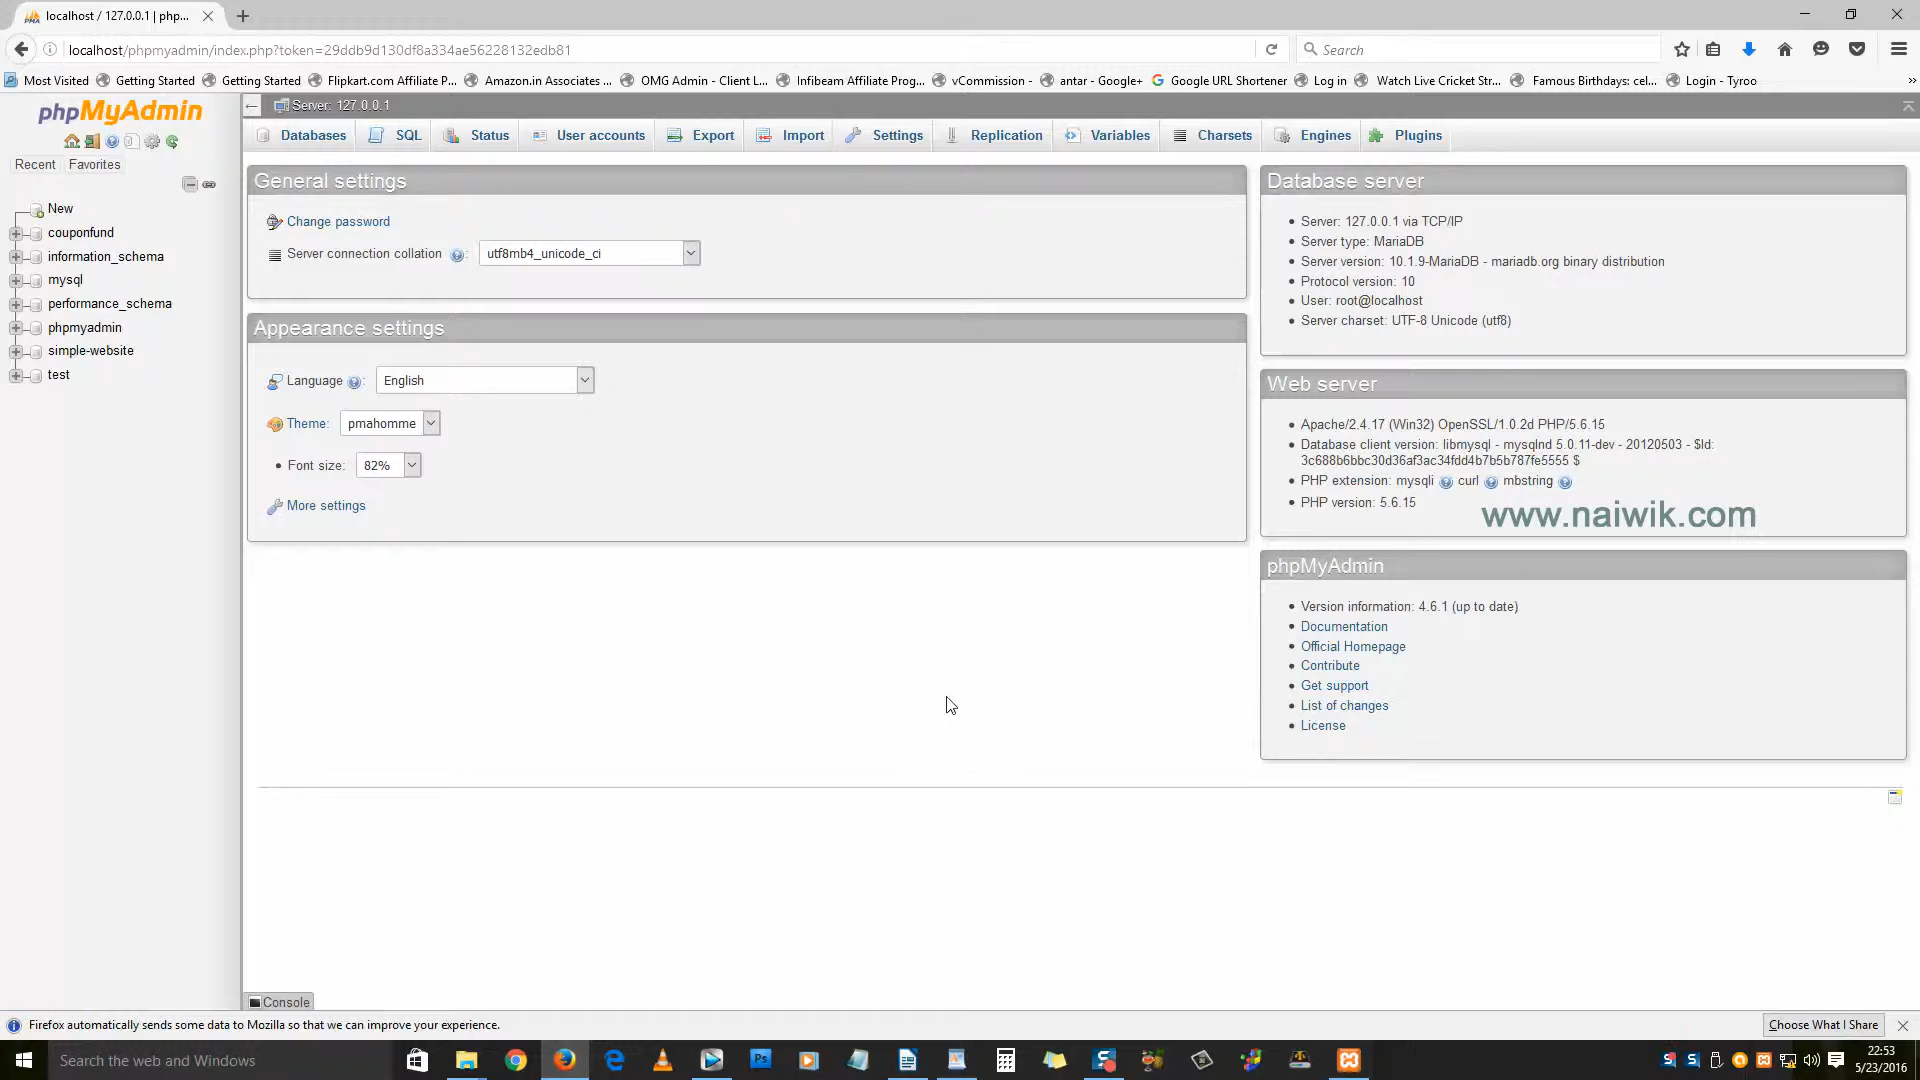 localhost / 127.0.0.1 | php...
localhost/phpmyadmin/index.php?token=29ddb9d130df8a334ae56228132edb81
Search
Most Visited
Getting Started
Getting Started
Flipkart.com Affiliate P...
Amazon.in Associates ...
OMG Admin - Client L...
Infibeam Affiliate Prog...
vCommission -
antar - Google+
Google URL Shortener
Log in
Watch Live Cricket Str...
Famous Birthdays: cel...
Login - Tyroo
phpMyAdmin
Recent
Favorites
New
couponfund
information_schema
mysql
performance_schema
phpmyadmin
simple-website
test
Server: 127.0.0.1
Databases
SQL
Status
User accounts
Export
Import
Settings
Replication
Variables
Charsets
Engines
Plugins
General settings
Change password
Server connection collation : utf8mb4_unicode_ci
Appearance settings
Language : English
Theme: pmahomme
Font size: 82%
More settings
Database server
Server: 127.0.0.1 via TCP/IP
Server type: MariaDB
Server version: 10.1.9-MariaDB - mariadb.org binary distribution
Protocol version: 10
User: root@localhost
Server charset: UTF-8 Unicode (utf8)
Web server
Apache/2.4.17 (Win32) OpenSSL/1.0.2d PHP/5.6.15
Database client version: libmysql - mysqlnd 5.0.11-dev - 20120503 - $Id:
3c688b6bbc30d36af3ac34fdd4b7b5b787fe5555 $
PHP extension: mysqli curl mbstring
PHP version: 5.6.15
www.naiwik.com
phpMyAdmin
Version information: 4.6.1 (up to date)
Documentation
Official Homepage
Contribute
Get support
List of changes
License
Console
Firefox automatically sends some data to Mozilla so that we can improve your experience.
Choose What I Share
Search the web and Windows
22:53
5/23/2016